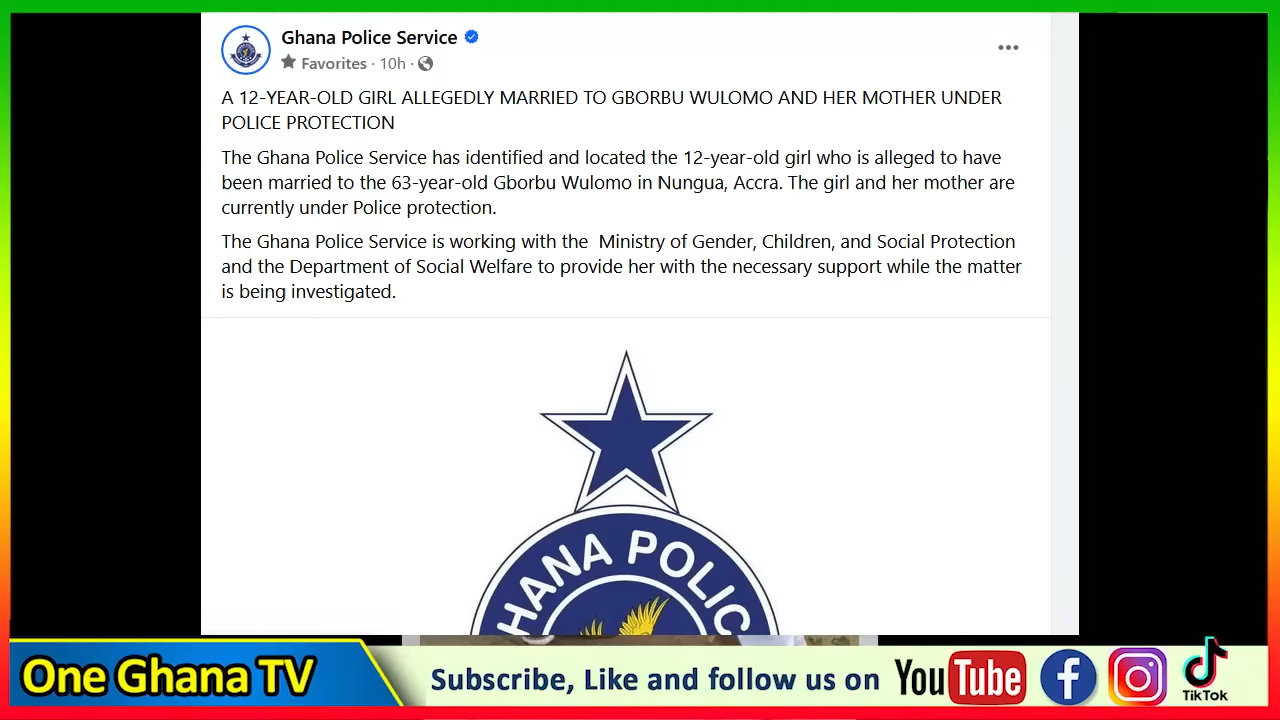 Ghana Police Service
Favorites · 10h ·
A 12-YEAR-OLD GIRL ALLEGEDLY MARRIED TO GBORBU WULOMO AND HER MOTHER UNDER
POLICE PROTECTION
The Ghana Police Service has identified and located the 12-year-old girl who is alleged to have
been married to the 63-year-old Gborbu Wulomo in Nungua, Accra. The girl and her mother are
currently under Police protection.
The Ghana Police Service is working with the  Ministry of Gender, Children, and Social Protection
and the Department of Social Welfare to provide her with the necessary support while the matter
is being investigated.
GHANA POLIC
One Ghana TV
Subscribe, Like and follow us on YouTube
TikTok